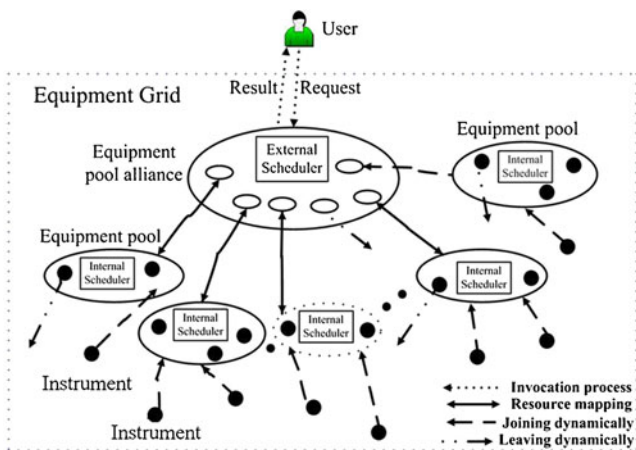 User
Result Request
Equipment Grid
Equipment pool
External
Scheduler
Internal
Scheduler
Equipment
pool alliance
Equipment pool
Internal
Scheduler
Internal
Scheduler
Internal
Scheduler
Internal
Scheduler
Instrument
Instrument
Invocation process
Resource mapping
Joining dynamically
Leaving dynamically